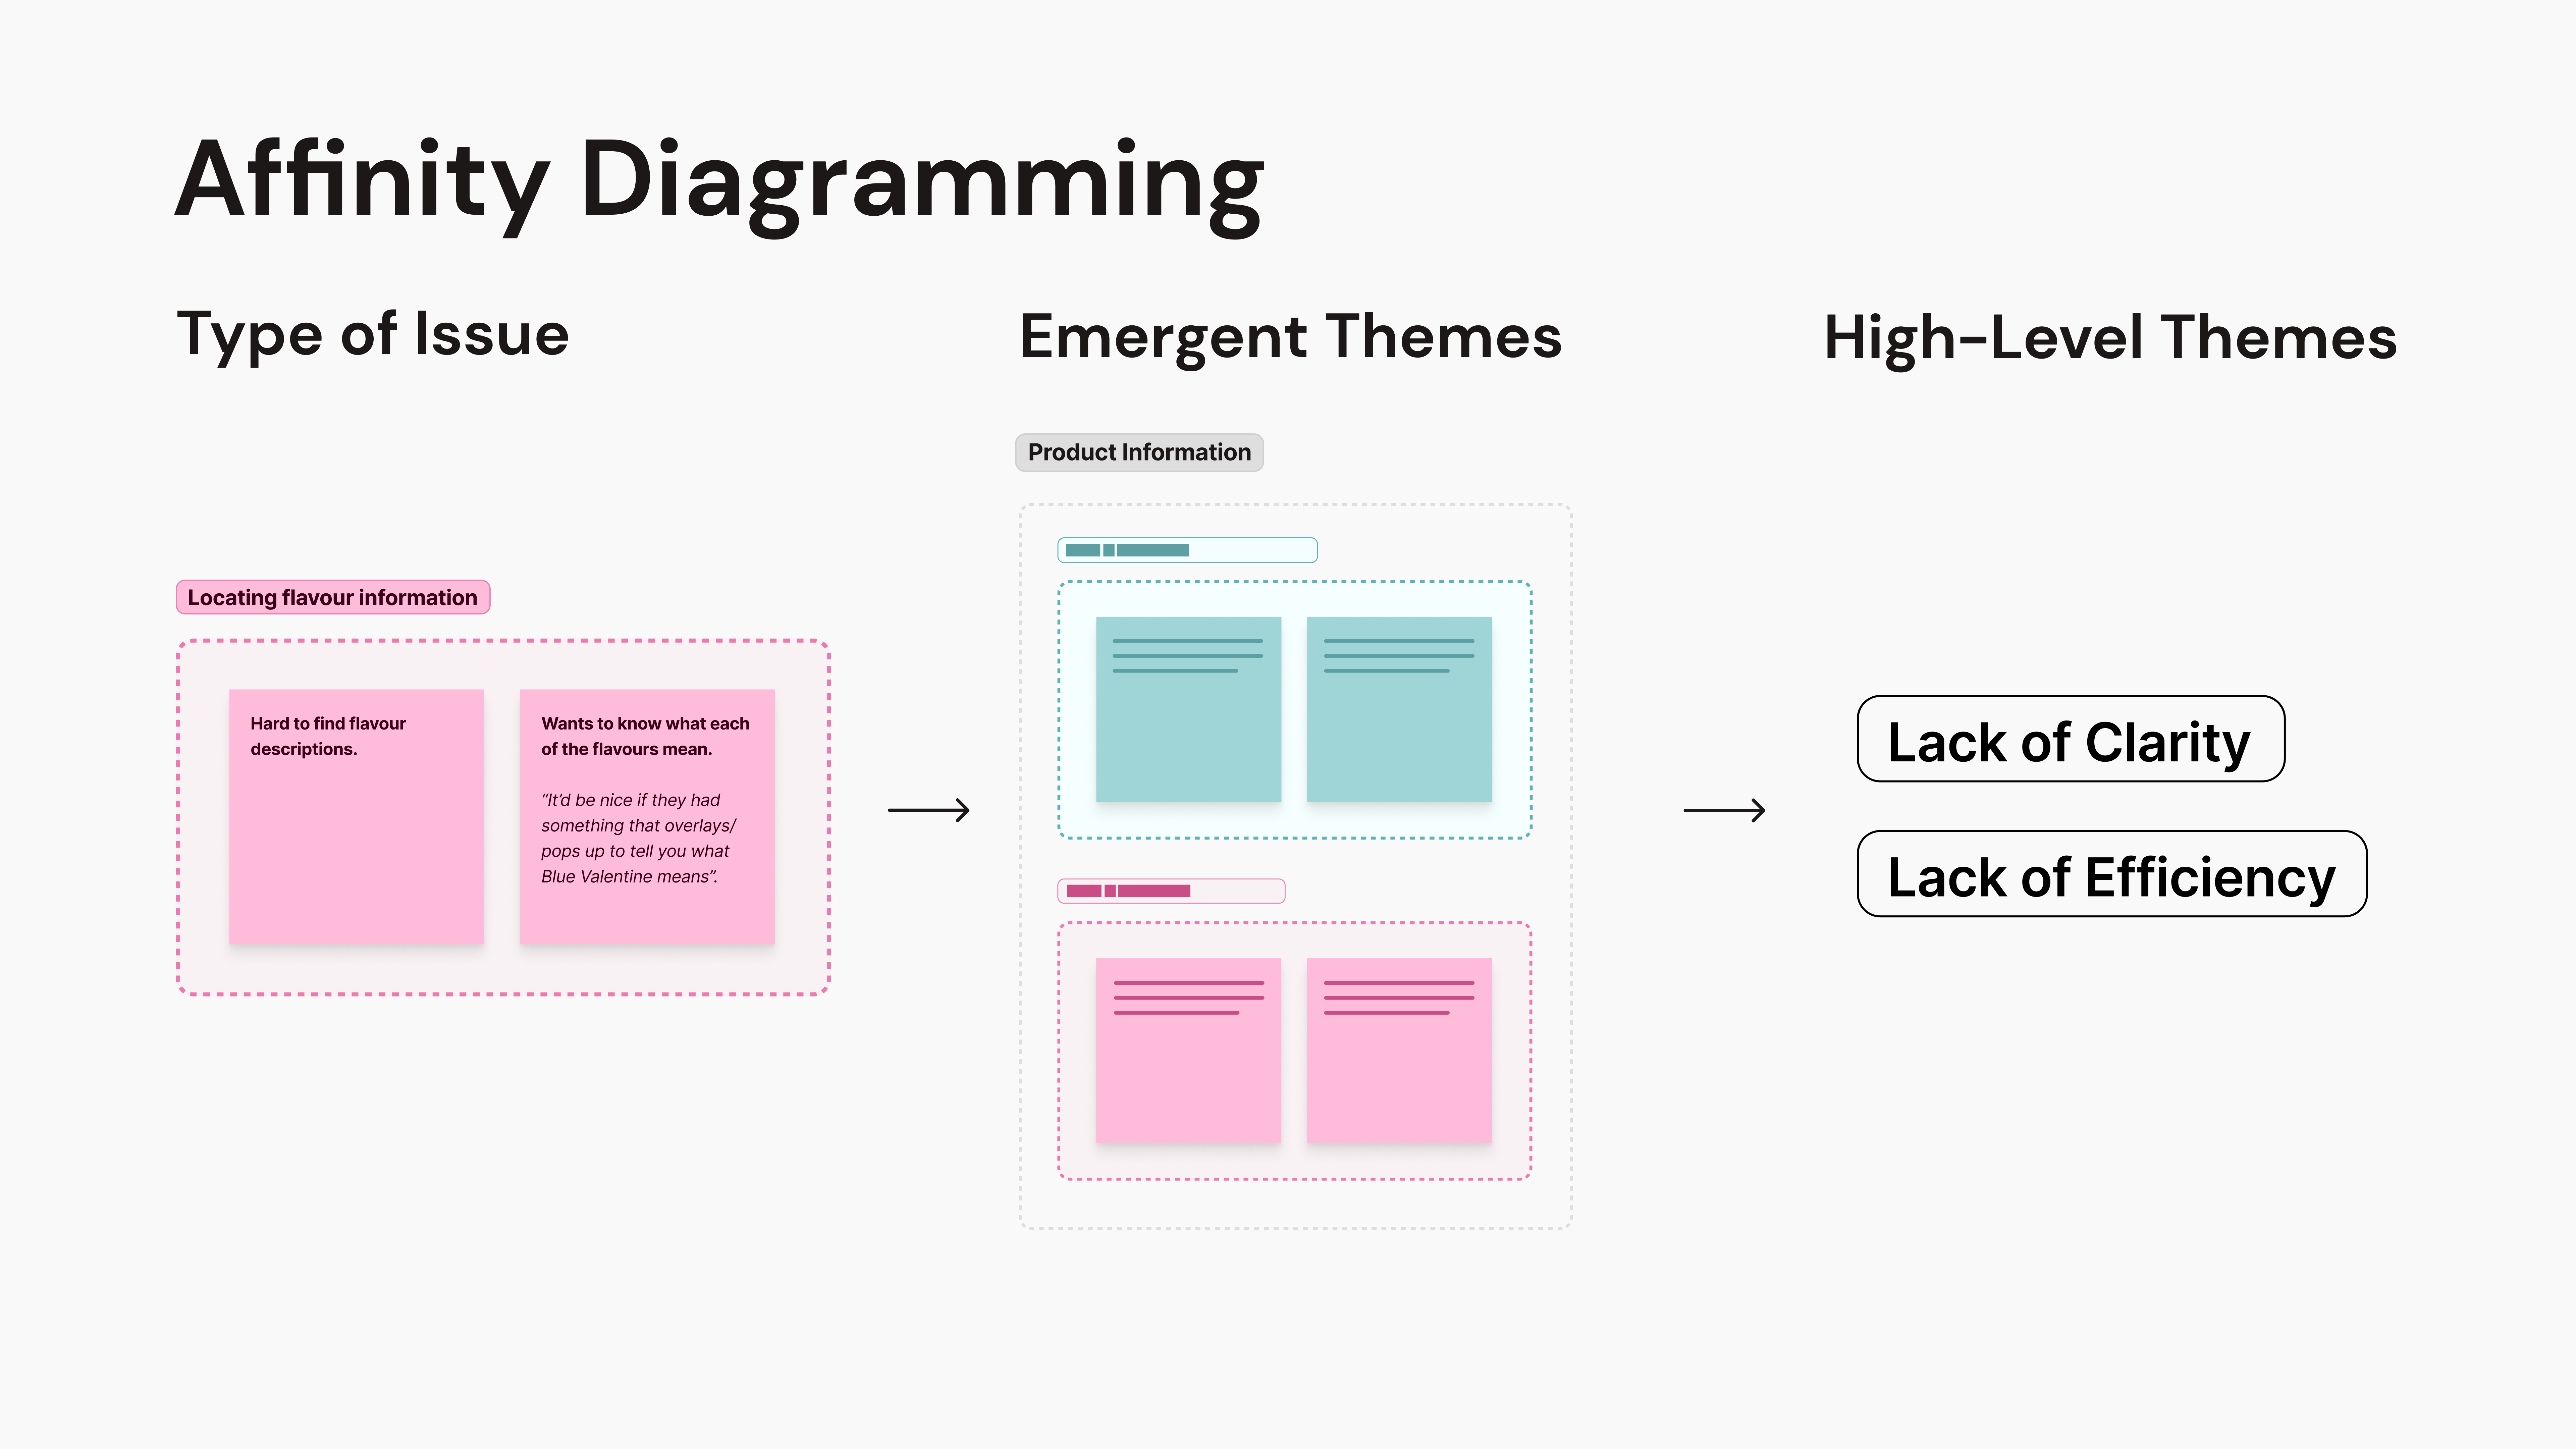 Affinity Diagramming
Type of Issue
Emergent Themes
High-Level Themes
Locating flavour information
Hard to find flavour
descriptions.
Wants to know what each
of the flavours mean.
“It’d be nice if they had
something that overlays/
pops up to tell you what
Blue Valentine means”.
Product Information
Lack of Clarity
Lack of Efficiency